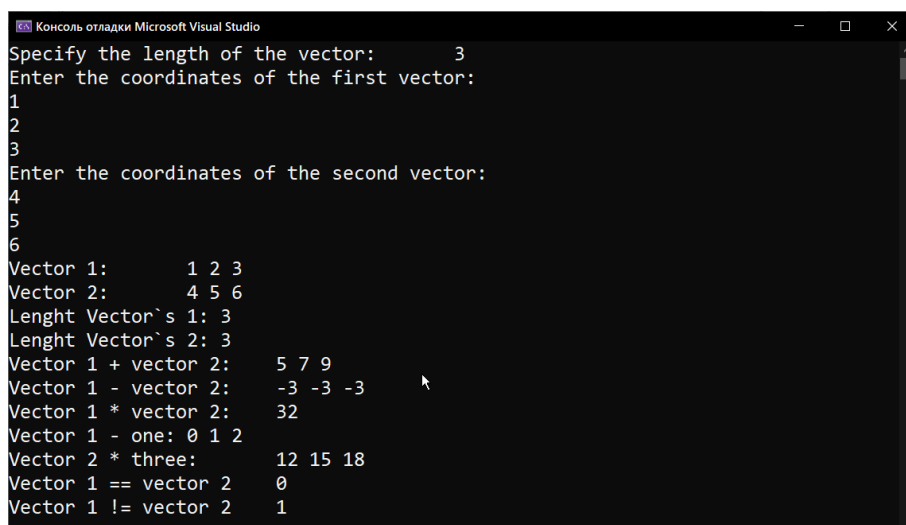 Консоль отладки Microsoft Visual Studio
Specify the length of the vector: 3
Enter the coordinates of the first vector:
1
2
3
Enter the coordinates of the second vector:
4
5
6
Vector 1: 1 2 3
Vector 2: 4 5 6
Lenght Vector`s 1: 3
Lenght Vector`s 2: 3
Vector 1 + vector 2: 5 7 9
Vector 1 - vector 2: -3 -3 -3
Vector 1 * vector 2: 32
Vector 1 - one: 0 1 2
Vector 2 * three: 12 15 18
Vector 1 == vector 2 0
Vector 1 != vector 2 1